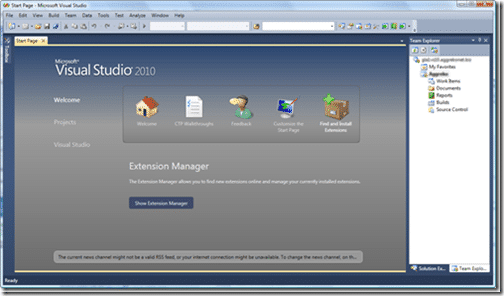 Start Page - Microsoft Visual Studio
File Edit View Build Team Data Tools Architecture Test Analyze Window Help
Start Page
Toolbox
Microsoft
Visual Studio 2010
Welcome
Projects
Visual Studio
Welcome
CTP Walkthroughs
Feedback
Customize the Start Page
Find and Install Extensions
Extension Manager
The Extension Manager allows you to find new extensions online and manage your currently installed extensions.
Show Extension Manager
The current news channel might not be a valid RSS feed, or your internet connection might be unavailable. To change the news channel, on th...
Team Explorer
My Favorites
Aggreko
Work Items
Documents
Reports
Builds
Source Control
Solution Ex...
Team Explo...
Ready